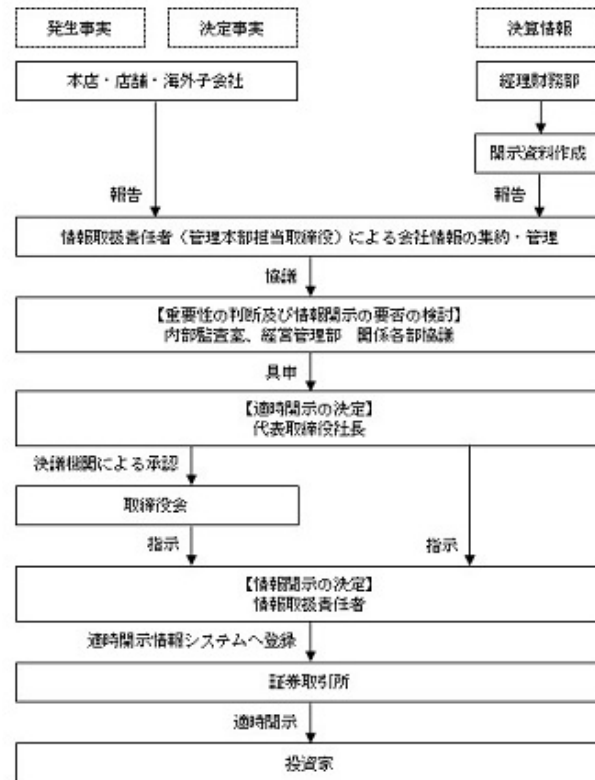 発生事実
決定事実
決算情報
本店・店舗・海外子会社
経理財務部
開示資料作成
報告
報告
情報取扱責任者（管理本部担当取締役）による会社情報の集約・管理
協議
【重要性の判断及び情報開示の要否の検討】
内部監査室、経営管理部　関係各部協議
具申
【適時開示の決定】
代表取締役社長
決議機関による承認
取締役会
指示
指示
【情報開示の決定】
情報取扱責任者
適時開示情報システムへ登録
証券取引所
適時開示
投資家